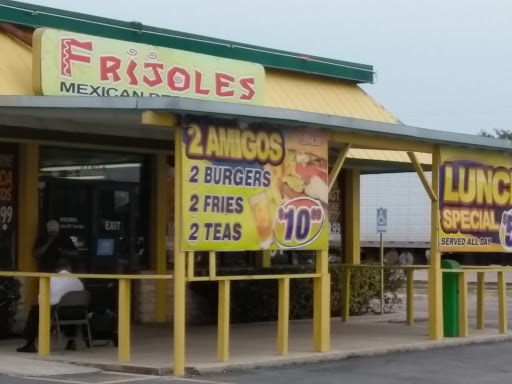 FRIJOLES
MEXICAN
2 AMIGOS
2 BURGERS
2 FRIES
2 TEAS
$10.99
LUNCH
SPECIAL
SERVED ALL DAY
EXIT